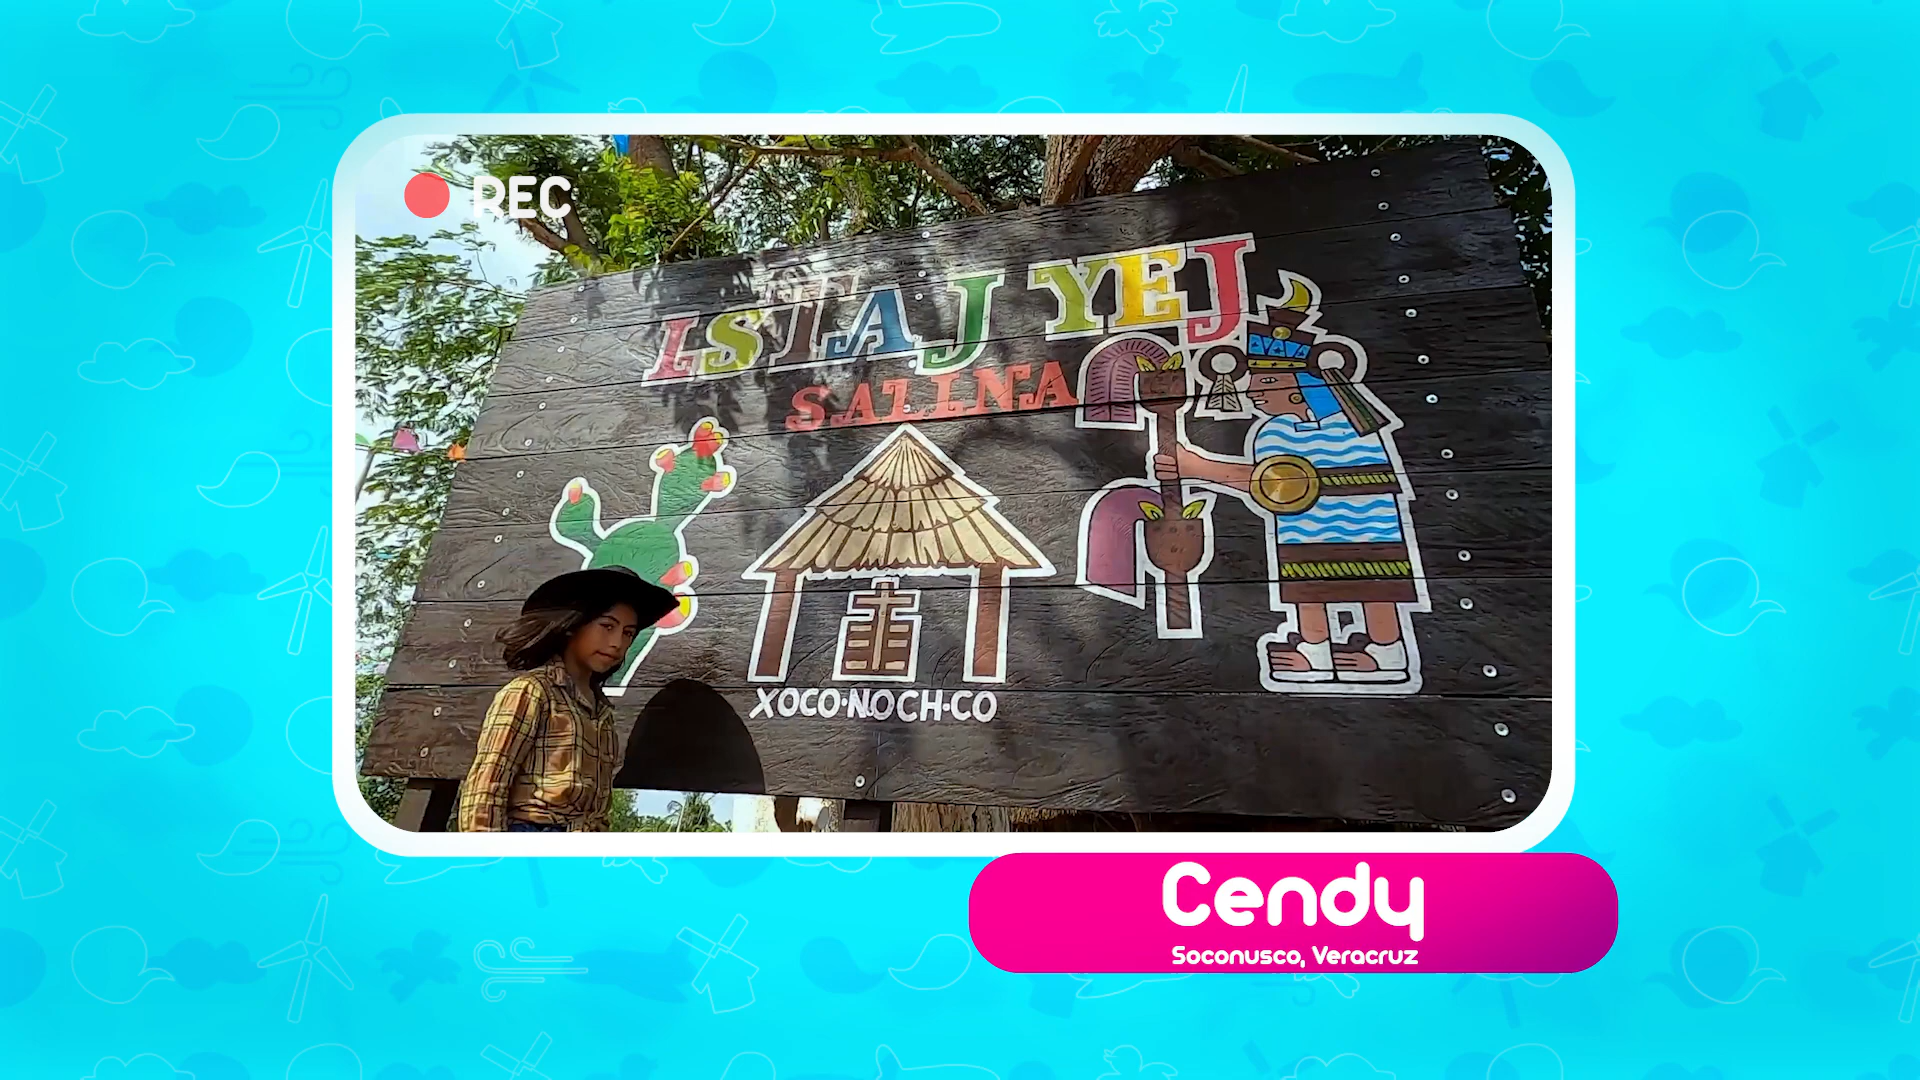 REC
ISTAJ YEJ
SALINA
XOCO·NOCH·CO
Cendy
Soconusco, Veracruz